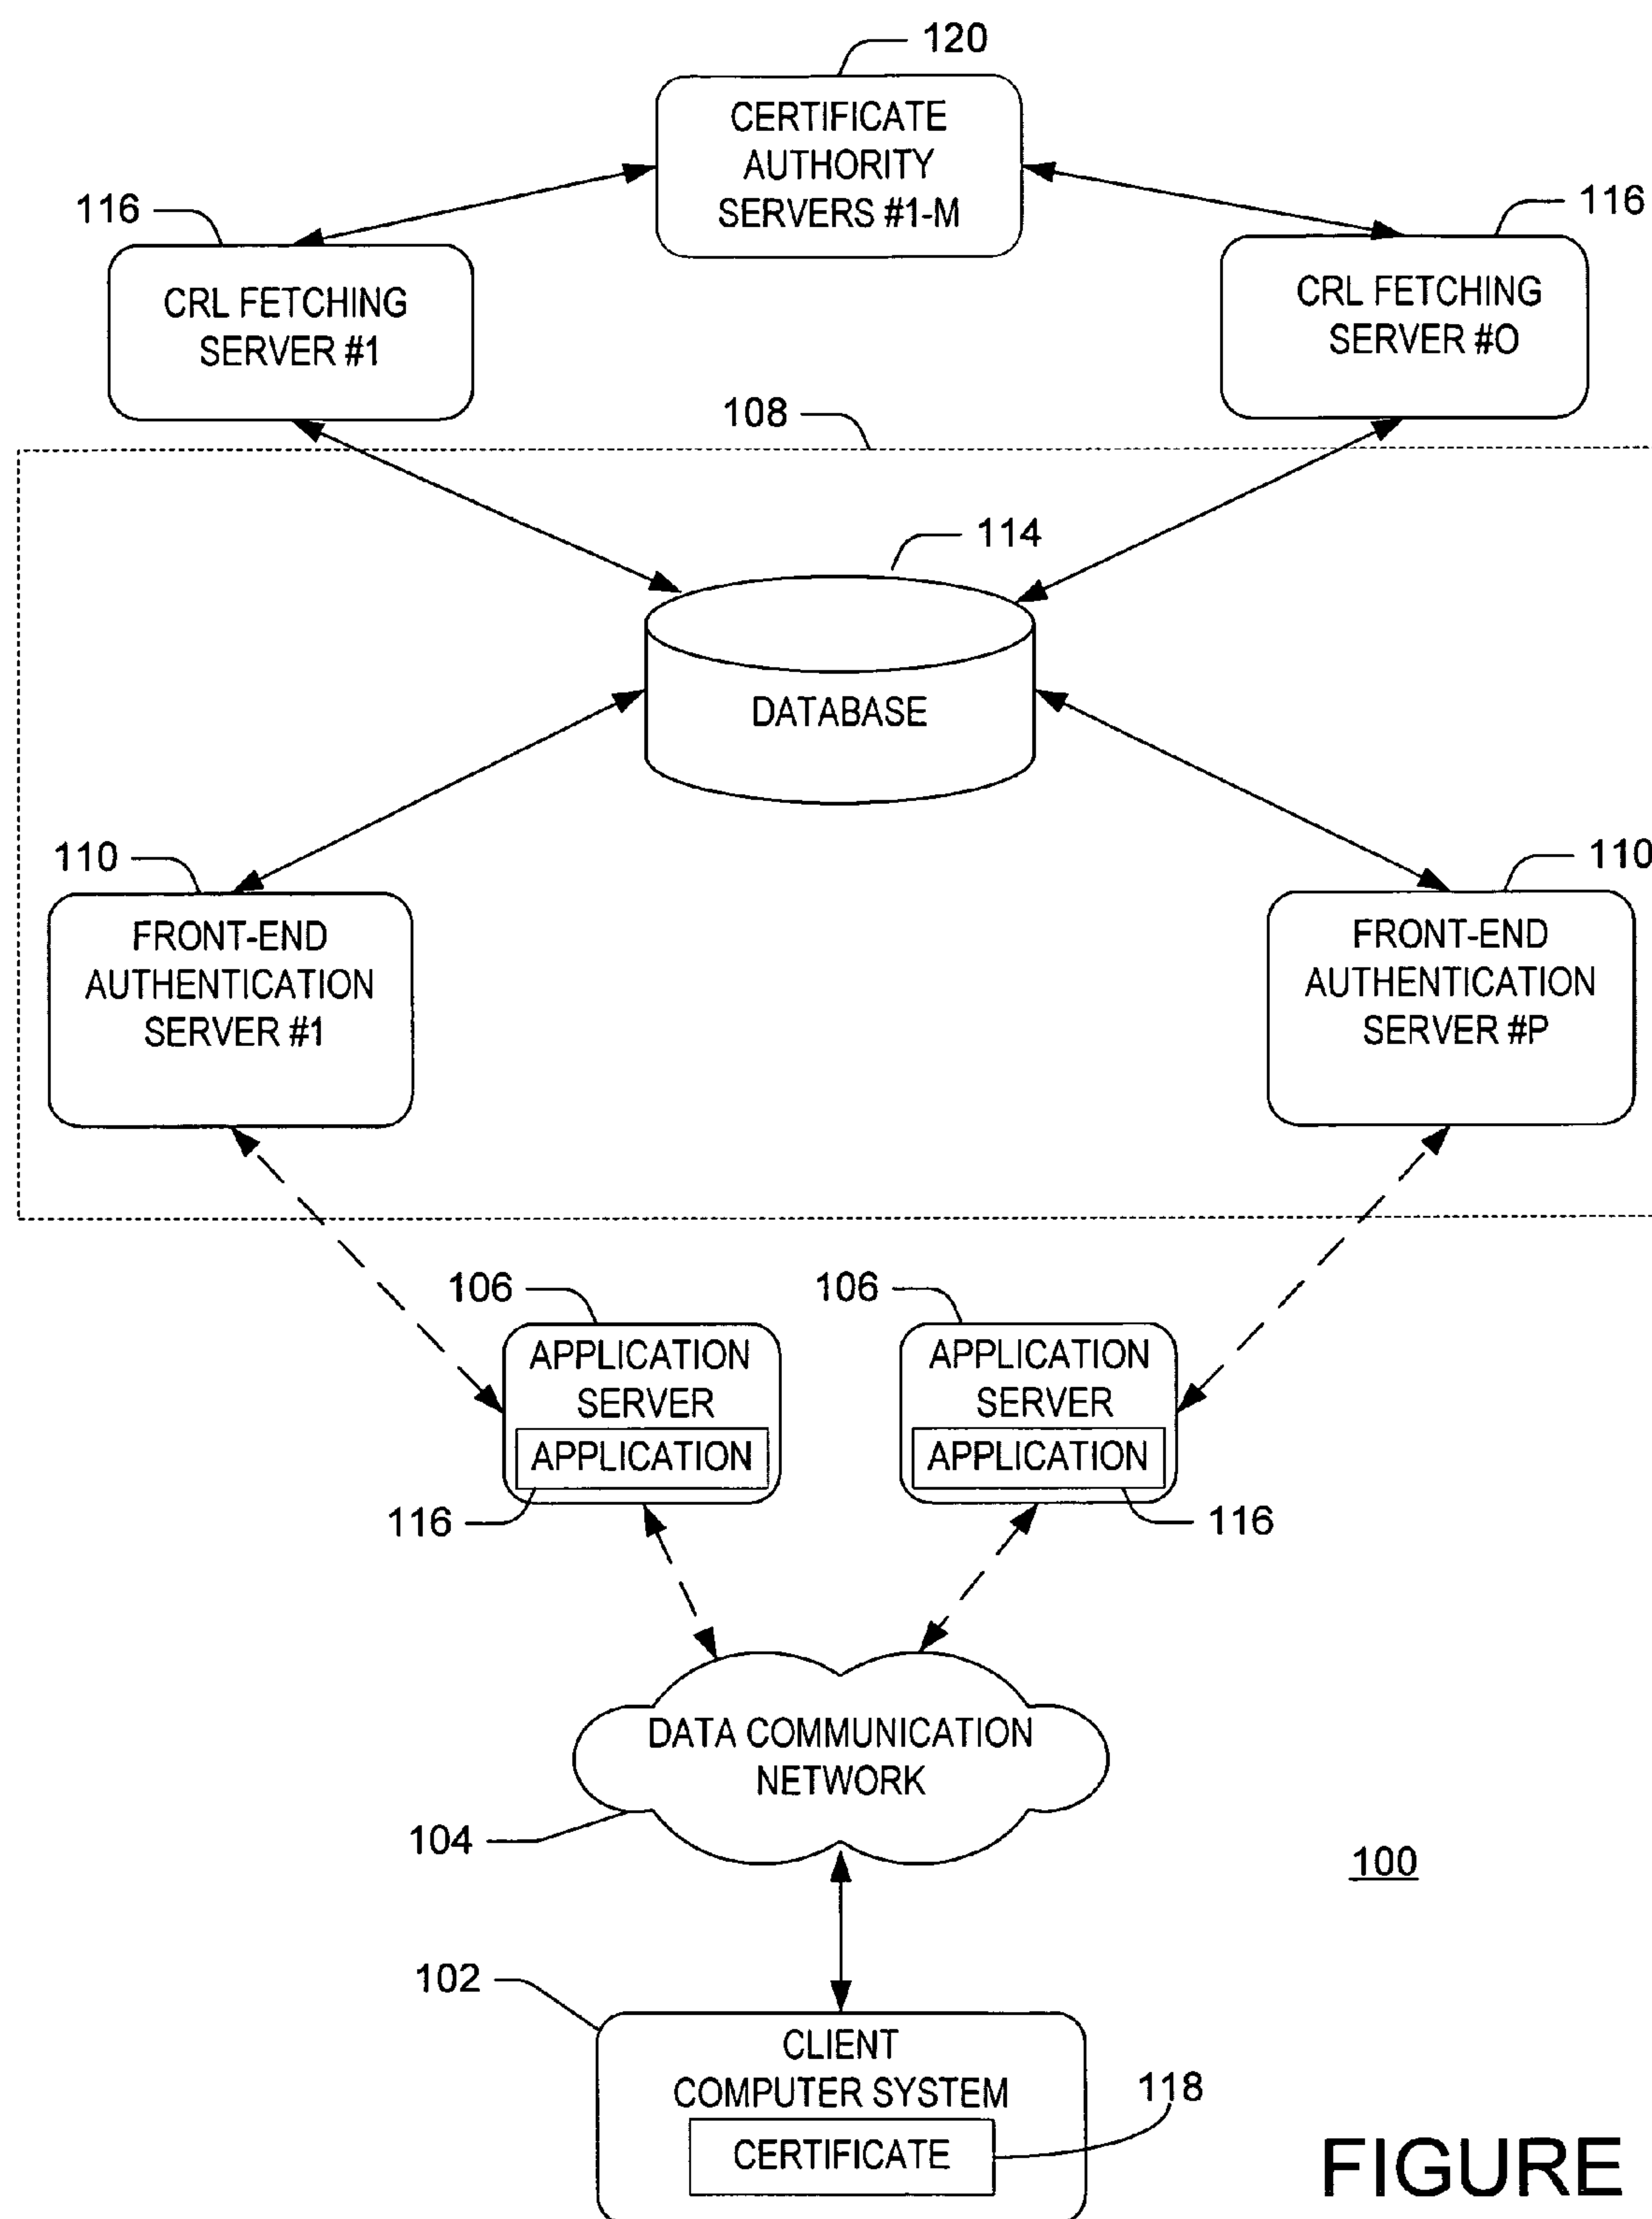 120
CERTIFICATE
AUTHORITY
SERVERS #1-M
116
116
CRL FETCHING
SERVER #1
CRL FETCHING
SERVER #O
108
114
DATABASE
110
110
FRONT-END
AUTHENTICATION
SERVER #1
FRONT-END
AUTHENTICATION
SERVER #P
106
106
APPLICATION
SERVER
APPLICATION
APPLICATION
SERVER
APPLICATION
116
116
DATA COMMUNICATION
NETWORK
104
100
102
CLIENT
COMPUTER SYSTEM
118
CERTIFICATE
FIGURE